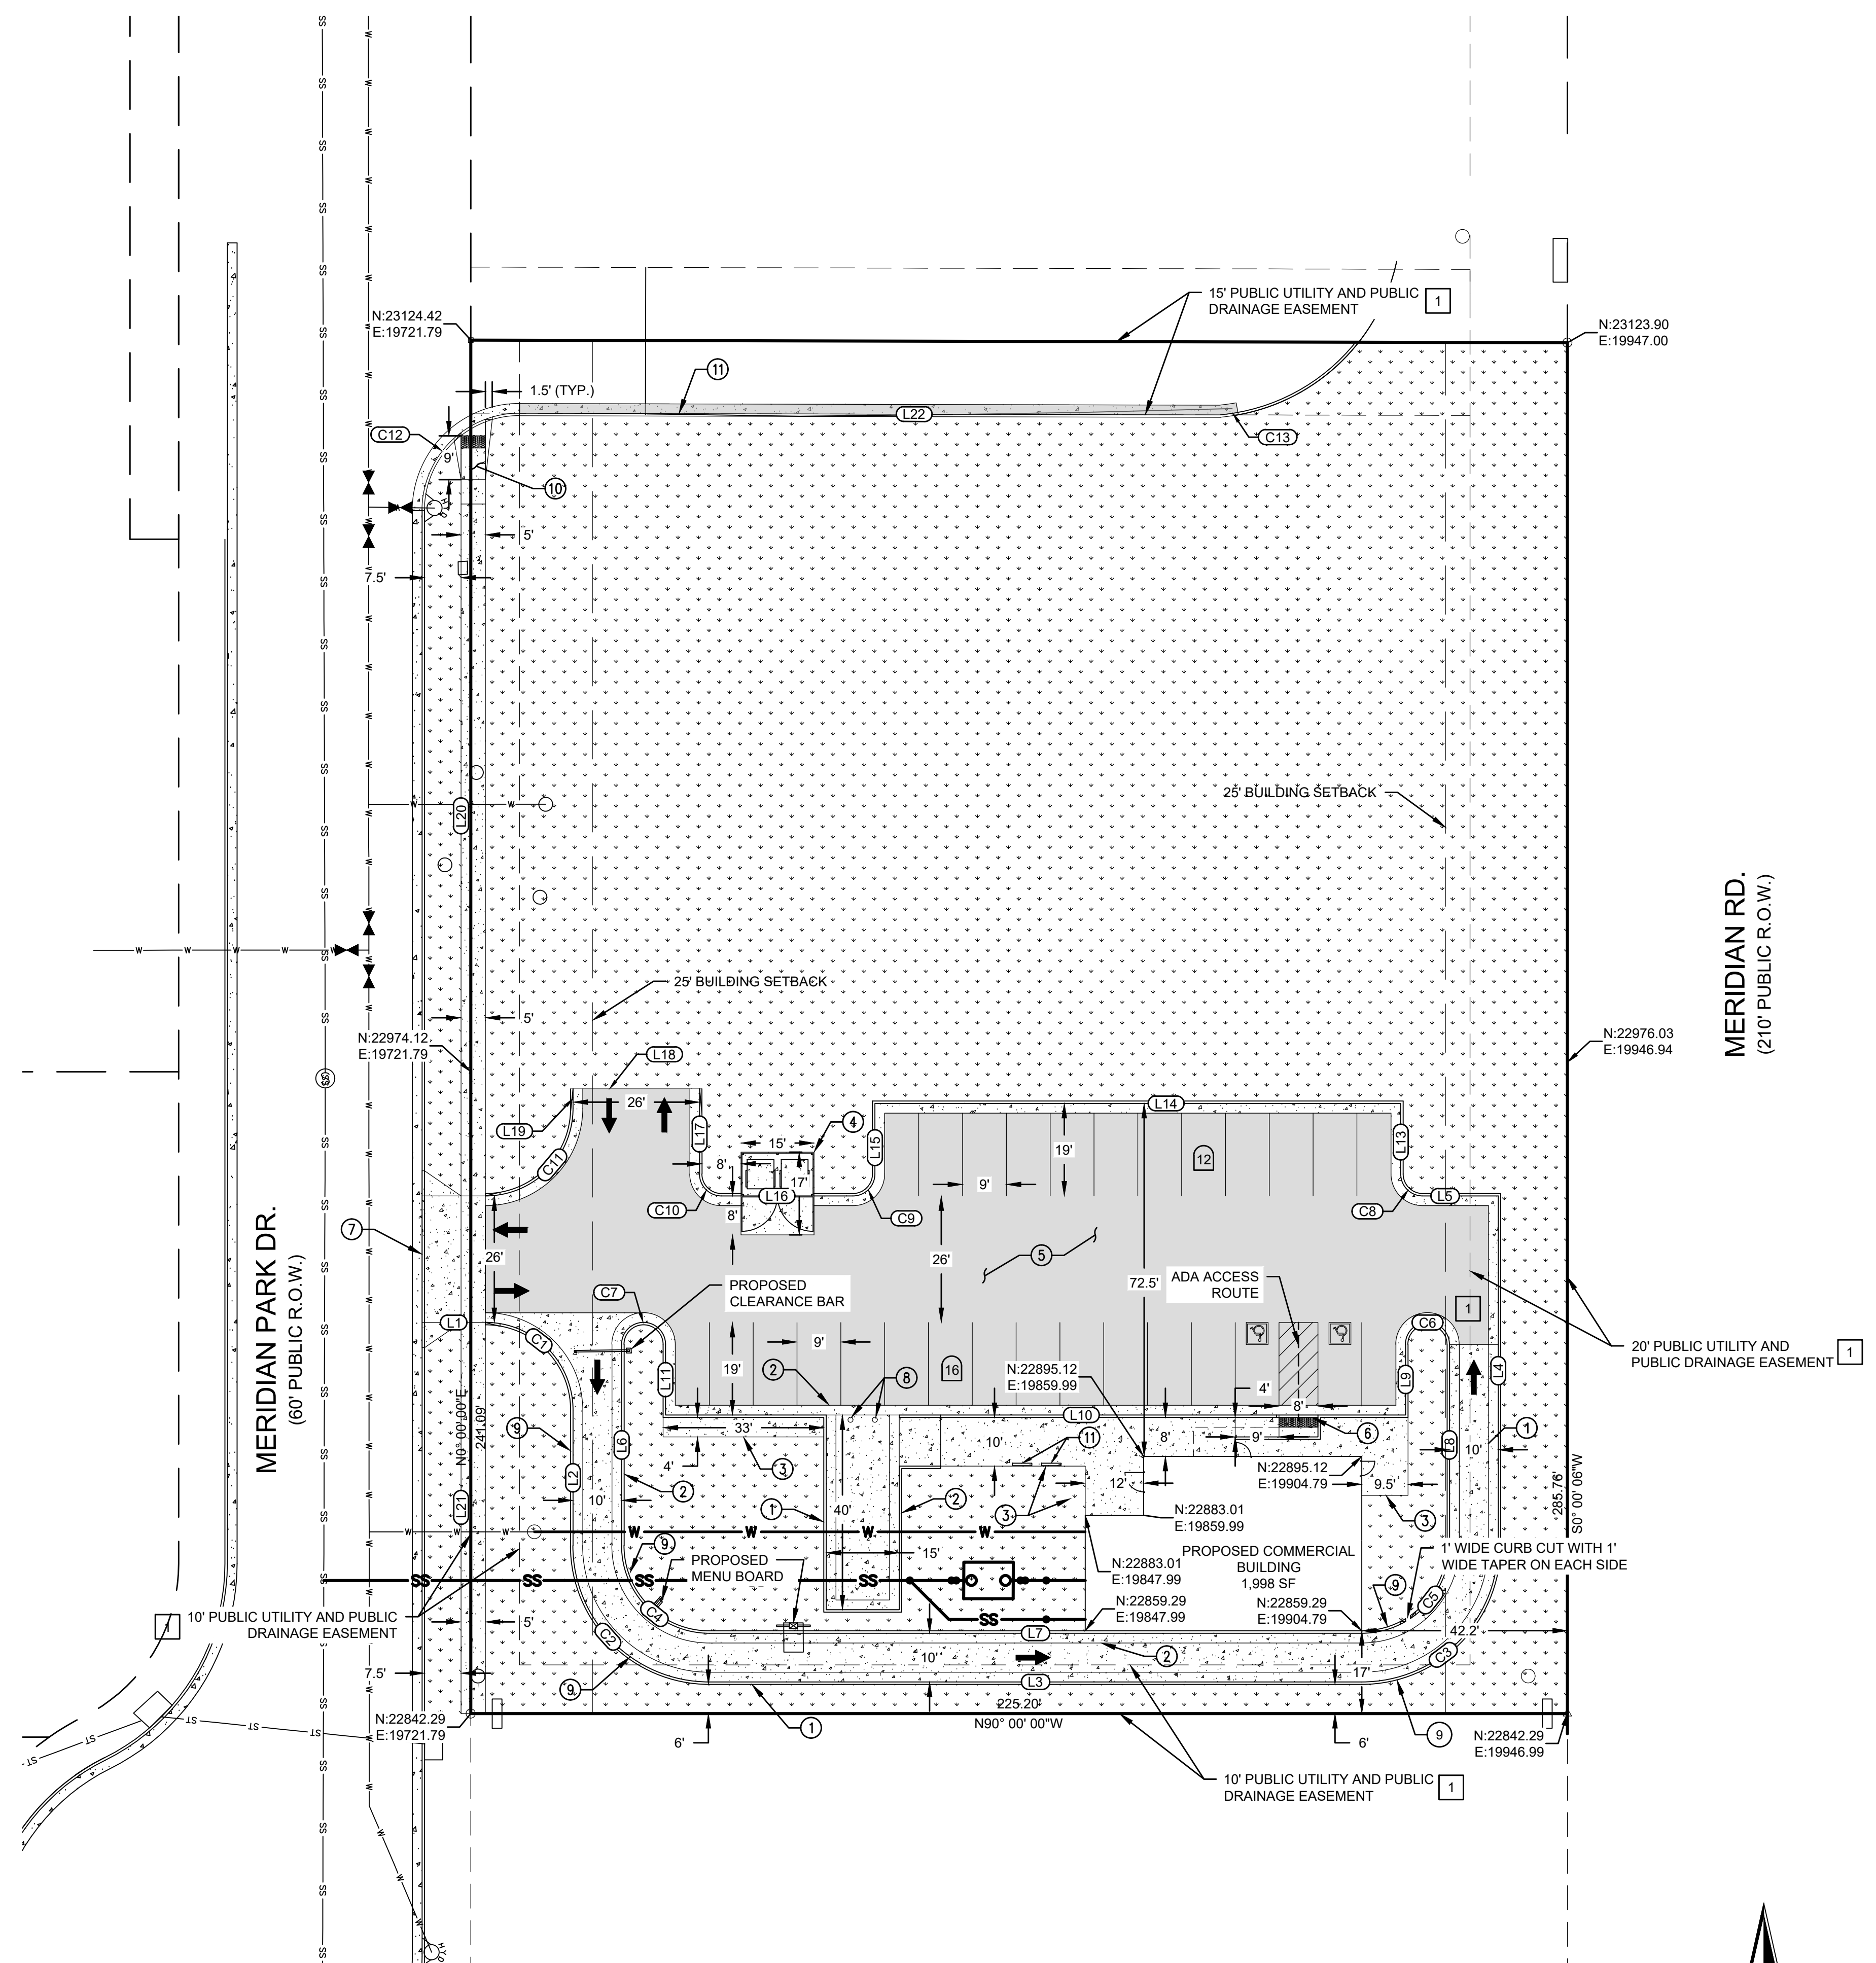 15' PUBLIC UTILITY AND PUBLIC
DRAINAGE EASEMENT
1
N:23124.42
E:19721.79
N:23123.90
E:19947.00
11
1.5' (TYP.)
L22
C12
C13
9'
10
HYD
5'
7.5'
W
SS
L20
25' BUILDING SETBACK
MERIDIAN RD.
(210' PUBLIC R.O.W.)
25' BUILDING SETBACK
5'
N:22974.12
E:19721.79
N:22976.03
E:19946.94
L18
26'
L14
L19
L17
15'
4
L15
L13
C11
8'
19'
12
17'
9'
L16
L5
C10
8'
C9
C8
7
26'
26'
5
72.5'
ADA ACCESS
ROUTE
PROPOSED
CLEARANCE BAR
C7
1
L1
C1
C6
20' PUBLIC UTILITY AND
PUBLIC DRAINAGE EASEMENT
1
MERIDIAN PARK DR.
(60' PUBLIC R.O.W.)
9'
19'
2
16
8
N:22895.12
E:19859.99
L11
L9
L4
4'
8'
L10
N0° 00' 00"E
241.09'
9
33'
6
1
L6
10'
11
8'
9'
L8
10'
4'
3
N:22895.12
E:19904.79
L2
12'
9.5'
10'
2
1
40'
2
3
3
L21
N:22883.01
E:19859.99
285.76'
S0° 00' 06"W
W W W W
9
15'
PROPOSED COMMERCIAL
BUILDING
1,998 SF
1' WIDE CURB CUT WITH 1'
WIDE TAPER ON EACH SIDE
PROPOSED
MENU BOARD
N:22883.01
E:19847.99
SS SS SS SS
9
C4
N:22859.29
E:19847.99
N:22859.29
E:19904.79
C5
10' PUBLIC UTILITY AND PUBLIC
DRAINAGE EASEMENT
1
5'
SS
L7
42.2'
C2
10'
2
C3
17'
7.5'
9
L3
225.20'
N90° 00' 00"W
N:22842.29
E:19721.79
1
9
N:22842.29
E:19946.99
6'
6'
ST ST ST ST ST
10' PUBLIC UTILITY AND PUBLIC
DRAINAGE EASEMENT
1
HYD